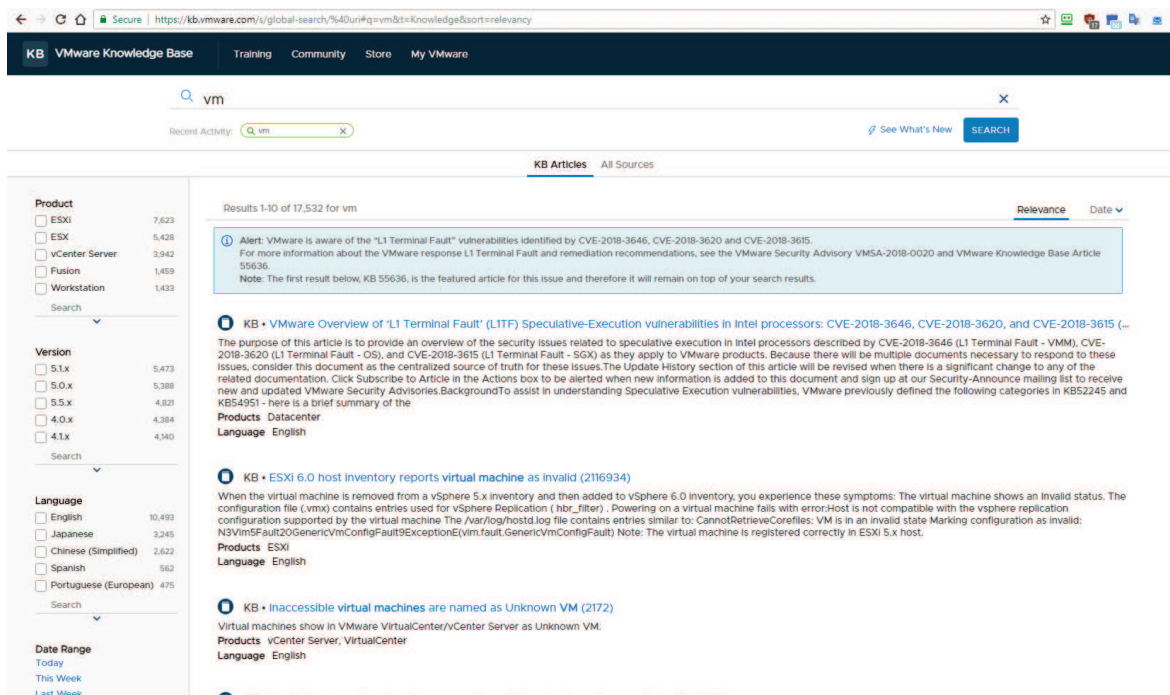 Secure | https://kb.vmware.com/s/global-search/%40uri#q=vm&t=Knowledge&sort=relevancy
KB VMware Knowledge Base Training Community Store My VMware
vm
Recent Activity: vm
See What's New SEARCH
KB Articles All Sources
Product
ESXi 7,623
ESX 5,428
vCenter Server 3,942
Fusion 1,459
Workstation 1,433
Search
Version
5.1.x 5,473
5.0.x 5,388
5.5.x 4,821
4.0.x 4,384
4.1.x 4,140
Search
Language
English 10,493
Japanese 3,245
Chinese (Simplified) 2,622
Spanish 562
Portuguese (European) 475
Search
Date Range
Today
This Week
Last Week
Results 1-10 of 17,532 for vm
Relevance Date
Alert: VMware is aware of the "L1 Terminal Fault" vulnerabilities identified by CVE-2018-3646, CVE-2018-3620 and CVE-2018-3615.
For more information about the VMware response L1 Terminal Fault and remediation recommendations, see the VMware Security Advisory VMSA-2018-0020 and VMware Knowledge Base Article
55636.
Note: The first result below, KB 55636, is the featured article for this issue and therefore it will remain on top of your search results.
KB • VMware Overview of 'L1 Terminal Fault' (L1TF) Speculative-Execution vulnerabilities in Intel processors: CVE-2018-3646, CVE-2018-3620, and CVE-2018-3615 (...
The purpose of this article is to provide an overview of the security issues related to speculative execution in Intel processors described by CVE-2018-3646 (L1 Terminal Fault - VMM), CVE-
2018-3620 (L1 Terminal Fault - OS), and CVE-2018-3615 (L1 Terminal Fault - SGX) as they apply to VMware products. Because there will be multiple documents necessary to respond to these
issues, consider this document as the centralized source of truth for these issues.The Update History section of this article will be revised when there is a significant change to any of the
related documentation. Click Subscribe to Article in the Actions box to be alerted when new information is added to this document and sign up at our Security-Announce mailing list to receive
new and updated VMware Security Advisories.BackgroundTo assist in understanding Speculative Execution vulnerabilities, VMware previously defined the following categories in KB52245 and
KB54951 - here is a brief summary of the
Products Datacenter
Language English
KB • ESXi 6.0 host inventory reports virtual machine as invalid (2116934)
When the virtual machine is removed from a vSphere 5.x inventory and then added to vSphere 6.0 inventory, you experience these symptoms: The virtual machine shows an Invalid status. The
configuration file (.vmx) contains entries used for vSphere Replication ( hbr_filter) . Powering on a virtual machine fails with error:Host is not compatible with the vsphere replication
configuration supported by the virtual machine The /var/log/hostd.log file contains entries similar to: CannotRetrieveCorefiles: VM is in an invalid state Marking configuration as invalid:
N3Vim5Fault20GenericVmConfigFault9ExceptionE(vim.fault.GenericVmConfigFault) Note: The virtual machine is registered correctly in ESXi 5.x host.
Products ESXi
Language English
KB • Inaccessible virtual machines are named as Unknown VM (2172)
Virtual machines show in VMware VirtualCenter/vCenter Server as Unknown VM.
Products vCenter Server, VirtualCenter
Language English